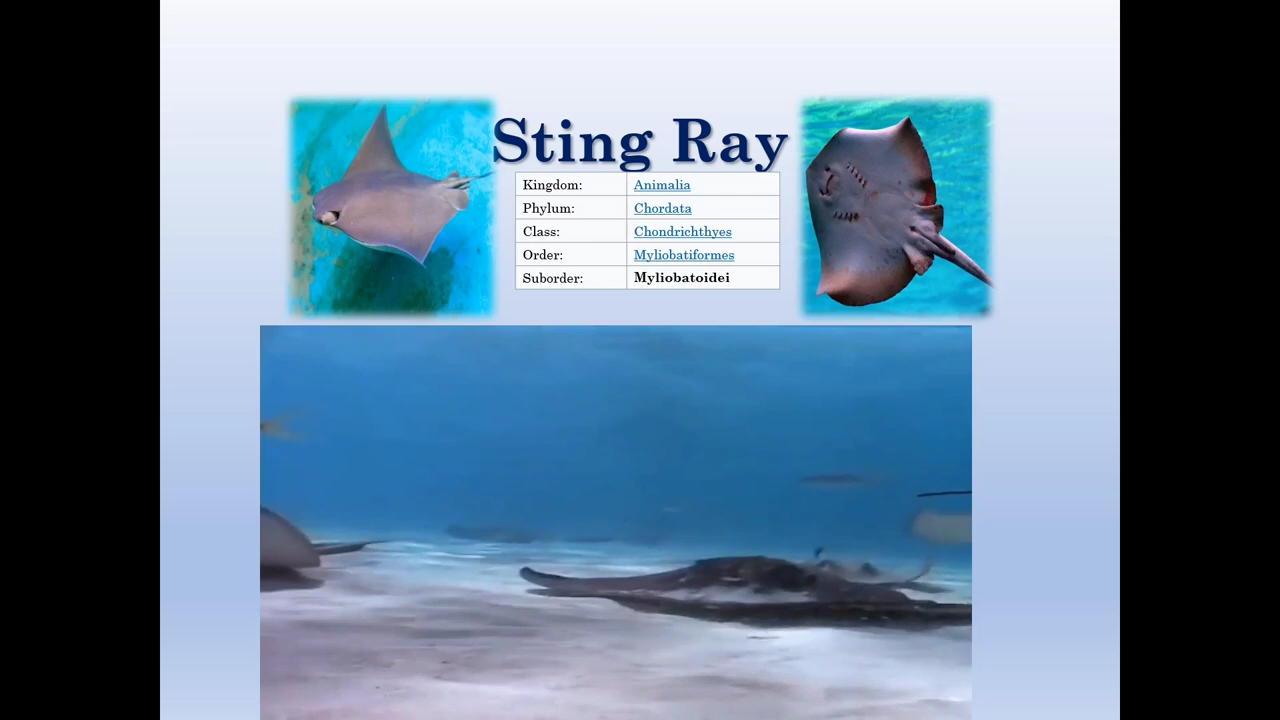 Sting Ray
Kingdom: Animalia
Phylum: Chordata
Class: Chondrichthyes
Order: Myliobatiformes
Suborder: Myliobatoidei